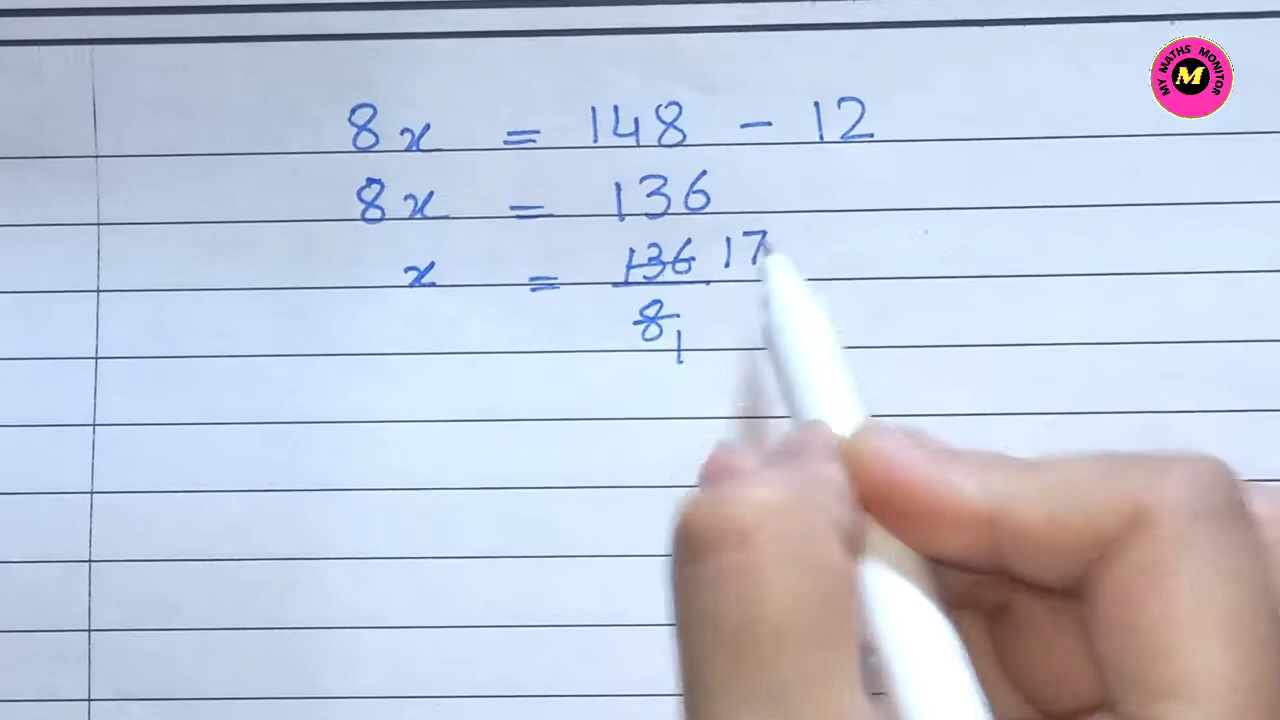 MY MATHS MONITOR
M
8x = 148 - 12
8x = 136
x = 136/8 17
1